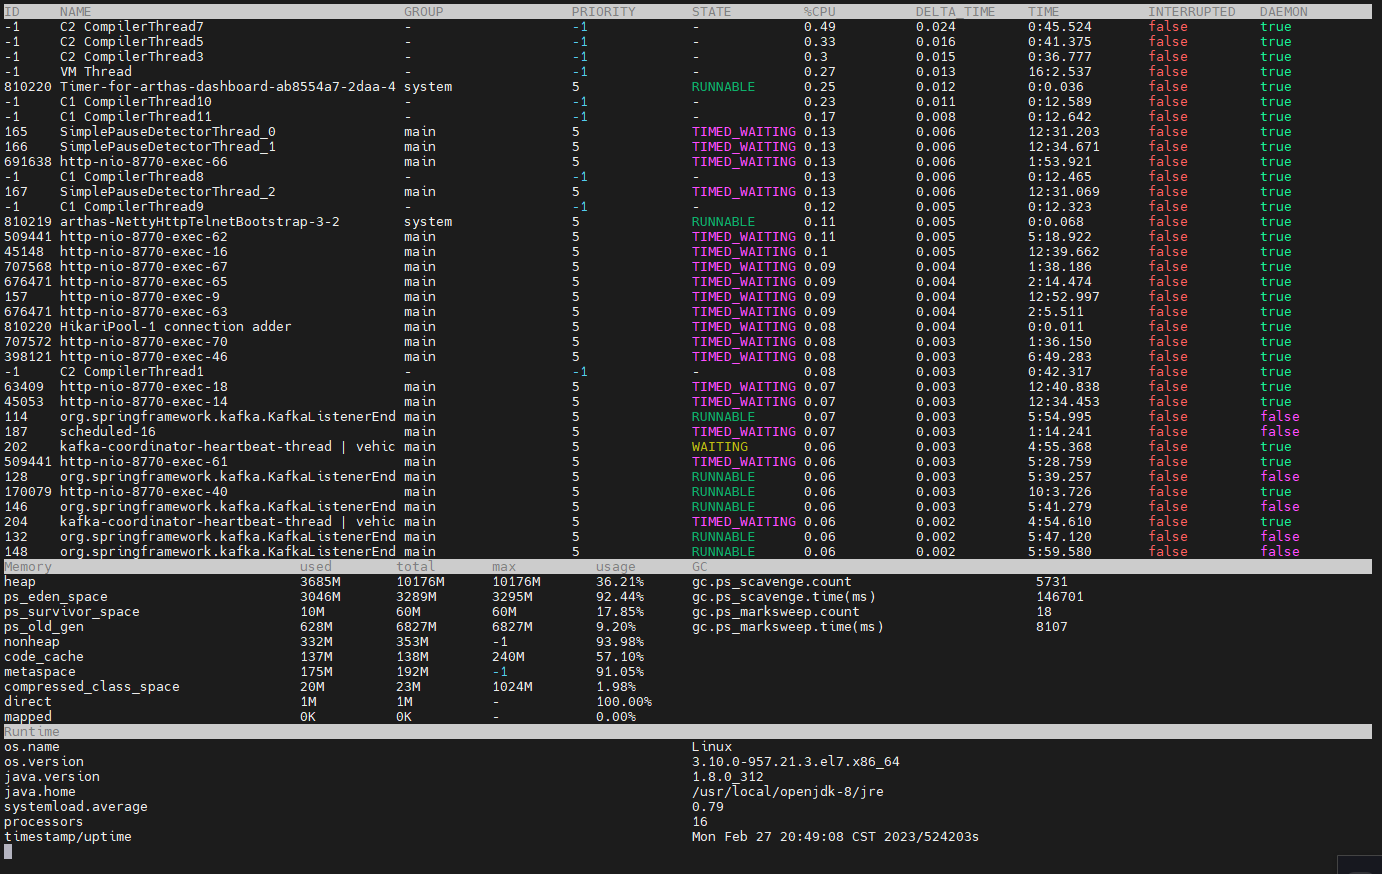 ID NAME GROUP PRIORITY STATE %CPU DELTA_TIME TIME INTERRUPTED DAEMON
-1 C2 CompilerThread7 - -1 - 0.49 0.024 0:45.524 false true
-1 C2 CompilerThread5 - -1 - 0.33 0.016 0:41.375 false true
-1 C2 CompilerThread3 - -1 - 0.3 0.015 0:36.777 false true
-1 VM Thread - -1 - 0.27 0.013 16:2.537 false true
810220 Timer-for-arthas-dashboard-ab8554a7-2daa-4 system 5 RUNNABLE 0.25 0.012 0:0.036 false true
-1 C1 CompilerThread10 - -1 - 0.23 0.011 0:12.589 false true
-1 C1 CompilerThread11 - -1 - 0.17 0.008 0:12.642 false true
165 SimplePauseDetectorThread_0 main 5 TIMED_WAITING 0.13 0.006 12:31.203 false true
166 SimplePauseDetectorThread_1 main 5 TIMED_WAITING 0.13 0.006 12:34.671 false true
691638 http-nio-8770-exec-66 main 5 TIMED_WAITING 0.13 0.006 1:53.921 false true
-1 C1 CompilerThread8 - -1 - 0.13 0.006 0:12.465 false true
167 SimplePauseDetectorThread_2 main 5 TIMED_WAITING 0.13 0.006 12:31.069 false true
-1 C1 CompilerThread9 - -1 - 0.12 0.005 0:12.323 false true
810219 arthas-NettyHttpTelnetBootstrap-3-2 system 5 RUNNABLE 0.11 0.005 0:0.068 false true
509441 http-nio-8770-exec-62 main 5 TIMED_WAITING 0.11 0.005 5:18.922 false true
45148 http-nio-8770-exec-16 main 5 TIMED_WAITING 0.1 0.005 12:39.662 false true
707568 http-nio-8770-exec-67 main 5 TIMED_WAITING 0.09 0.004 1:38.186 false true
676471 http-nio-8770-exec-65 main 5 TIMED_WAITING 0.09 0.004 2:14.474 false true
157 http-nio-8770-exec-9 main 5 TIMED_WAITING 0.09 0.004 12:52.997 false true
676471 http-nio-8770-exec-63 main 5 TIMED_WAITING 0.09 0.004 2:5.511 false true
810220 HikariPool-1 connection adder main 5 TIMED_WAITING 0.08 0.004 0:0.011 false true
707572 http-nio-8770-exec-70 main 5 TIMED_WAITING 0.08 0.003 1:36.150 false true
398121 http-nio-8770-exec-46 main 5 TIMED_WAITING 0.08 0.003 6:49.283 false true
-1 C2 CompilerThread1 - -1 - 0.08 0.003 0:42.317 false true
63409 http-nio-8770-exec-18 main 5 TIMED_WAITING 0.07 0.003 12:40.838 false true
45053 http-nio-8770-exec-14 main 5 TIMED_WAITING 0.07 0.003 12:34.453 false true
114 org.springframework.kafka.KafkaListenerEnd main 5 RUNNABLE 0.07 0.003 5:54.995 false false
187 scheduled-16 main 5 TIMED_WAITING 0.07 0.003 1:14.241 false false
202 kafka-coordinator-heartbeat-thread | vehic main 5 WAITING 0.06 0.003 4:55.368 false true
509441 http-nio-8770-exec-61 main 5 TIMED_WAITING 0.06 0.003 5:28.759 false true
128 org.springframework.kafka.KafkaListenerEnd main 5 RUNNABLE 0.06 0.003 5:39.257 false false
170079 http-nio-8770-exec-40 main 5 RUNNABLE 0.06 0.003 10:3.726 false true
146 org.springframework.kafka.KafkaListenerEnd main 5 RUNNABLE 0.06 0.003 5:41.279 false false
204 kafka-coordinator-heartbeat-thread | vehic main 5 TIMED_WAITING 0.06 0.002 4:54.610 false true
132 org.springframework.kafka.KafkaListenerEnd main 5 RUNNABLE 0.06 0.002 5:47.120 false false
148 org.springframework.kafka.KafkaListenerEnd main 5 RUNNABLE 0.06 0.002 5:59.580 false false
Memory used total max usage GC
heap 3685M 10176M 10176M 36.21% gc.ps_scavenge.count 5731
ps_eden_space 3046M 3289M 3295M 92.44% gc.ps_scavenge.time(ms) 146701
ps_survivor_space 10M 60M 60M 17.85% gc.ps_marksweep.count 18
ps_old_gen 628M 6827M 6827M 9.20% gc.ps_marksweep.time(ms) 8107
nonheap 332M 353M -1 93.98%
code_cache 137M 138M 240M 57.10%
metaspace 175M 192M -1 91.05%
compressed_class_space 20M 23M 1024M 1.98%
direct 1M 1M - 100.00%
mapped 0K 0K - 0.00%
Runtime
os.name Linux
os.version 3.10.0-957.21.3.el7.x86_64
java.version 1.8.0_312
java.home /usr/local/openjdk-8/jre
systemload.average 0.79
processors 16
timestamp/uptime Mon Feb 27 20:49:08 CST 2023/524203s